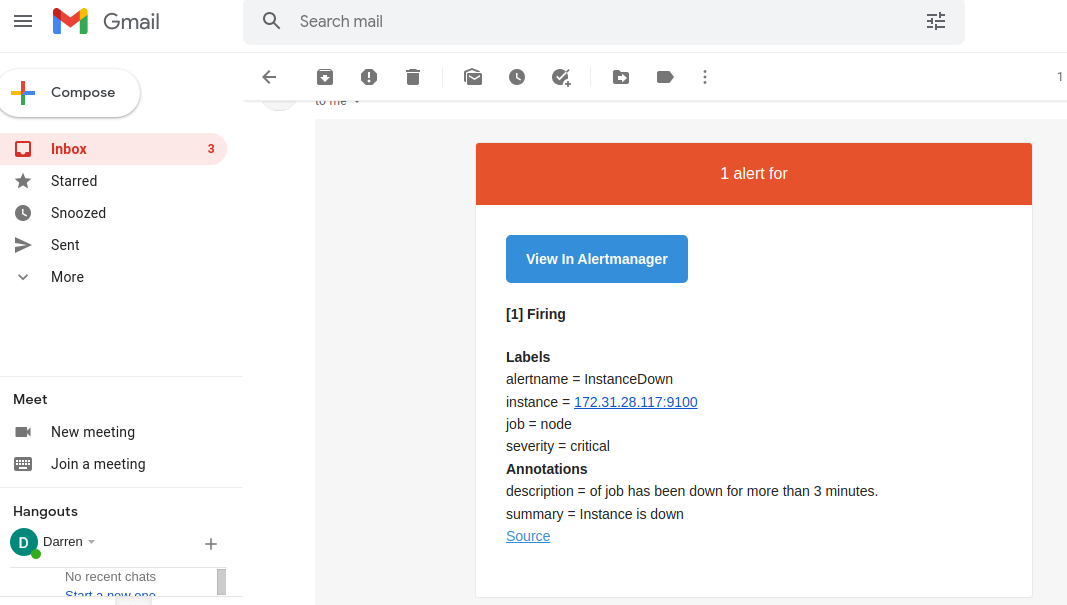 Gmail
Search mail
1
Compose
to me
Inbox 3
Starred
Snoozed
Sent
More
Meet
New meeting
Join a meeting
Hangouts
D Darren
No recent chats
Start a new one
1 alert for
View In Alertmanager
[1] Firing
Labels
alertname = InstanceDown
instance = 172.31.28.117:9100
job = node
severity = critical
Annotations
description = of job has been down for more than 3 minutes.
summary = Instance is down
Source